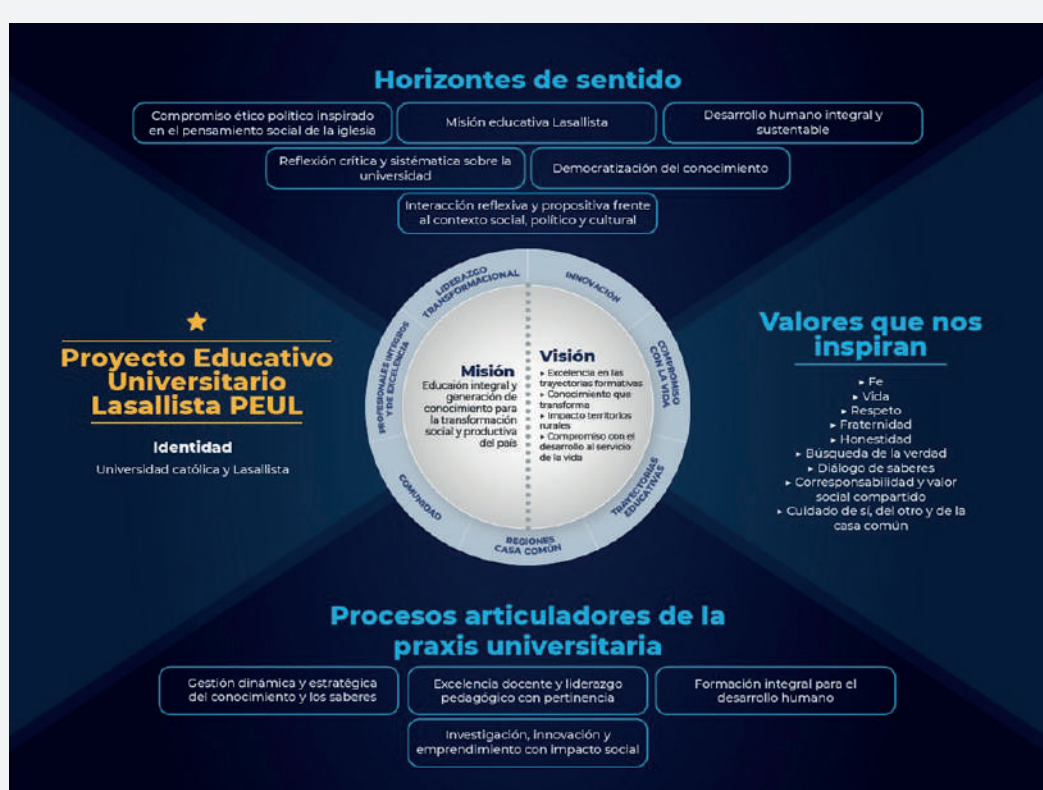 Horizontes de sentido
Compromiso ético político inspirado
en el pensamiento social de la iglesia
Misión educativa Lasallista
Desarrollo humano integral y
sustentable
Reflexión crítica y sistématica sobre la
universidad
Democratización del conocimiento
Interacción reflexiva y propositiva frente
al contexto social, político y cultural
Proyecto Educativo
Universitario
Lasallista PEUL
Identidad
Universidad católica y Lasallista
LIDERAZGO
TRANSFORMACIONAL
INNOVACIÓN
COMPROMISO
CON LA VIDA
TRAYECTORIAS
EDUCATIVAS
REGIONES
CASA COMÚN
COMUNIDAD
PROFESIONALES INTEGROS
Y DE EXCELENCIA
Misión
Educaión integral y
generación de
conocimiento para
la transformación
social y productiva
del país
Visión
▸ Excelencia en las
trayectorias formativas
▸ Conocimiento que
transforma
▸ Impacto territorios
rurales
▸ Compromiso con el
desarrollo al servicio
de la vida
Valores que nos
inspiran
▸ Fe
▸ Vida
▸ Respeto
▸ Fraternidad
▸ Honestidad
▸ Búsqueda de la verdad
▸ Diálogo de saberes
▸ Corresponsabilidad y valor
social compartido
▸ Cuidado de sí, del otro y de la
casa común
Procesos articuladores de la
praxis universitaria
Gestión dinámica y estratégica
del conocimiento y los saberes
Excelencia docente y liderazgo
pedagógico con pertinencia
Formación integral para el
desarrollo humano
Investigación, innovación y
emprendimiento con impacto social